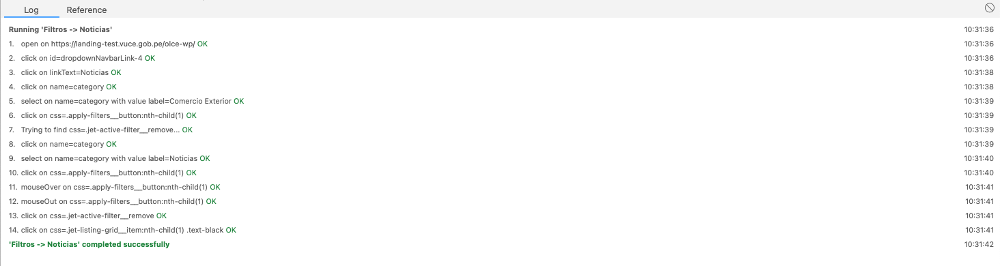 Log Reference
Running 'Filtros -> Noticias' 10:31:36
1. open on https://landing-test.vuce.gob.pe/olce-wp/ OK 10:31:36
2. click on id=dropdownNavbarLink-4 OK 10:31:36
3. click on linkText=Noticias OK 10:31:38
4. click on name=category OK 10:31:38
5. select on name=category with value label=Comercio Exterior OK 10:31:39
6. click on css=.apply-filters__button:nth-child(1) OK 10:31:39
7. Trying to find css=.jet-active-filter__remove... OK 10:31:39
8. click on name=category OK 10:31:39
9. select on name=category with value label=Noticias OK 10:31:40
10. click on css=.apply-filters__button:nth-child(1) OK 10:31:40
11. mouseOver on css=.apply-filters__button:nth-child(1) OK 10:31:41
12. mouseOut on css=.apply-filters__button:nth-child(1) OK 10:31:41
13. click on css=.jet-active-filter__remove OK 10:31:41
14. click on css=.jet-listing-grid__item:nth-child(1) .text-black OK 10:31:41
'Filtros -> Noticias' completed successfully 10:31:42